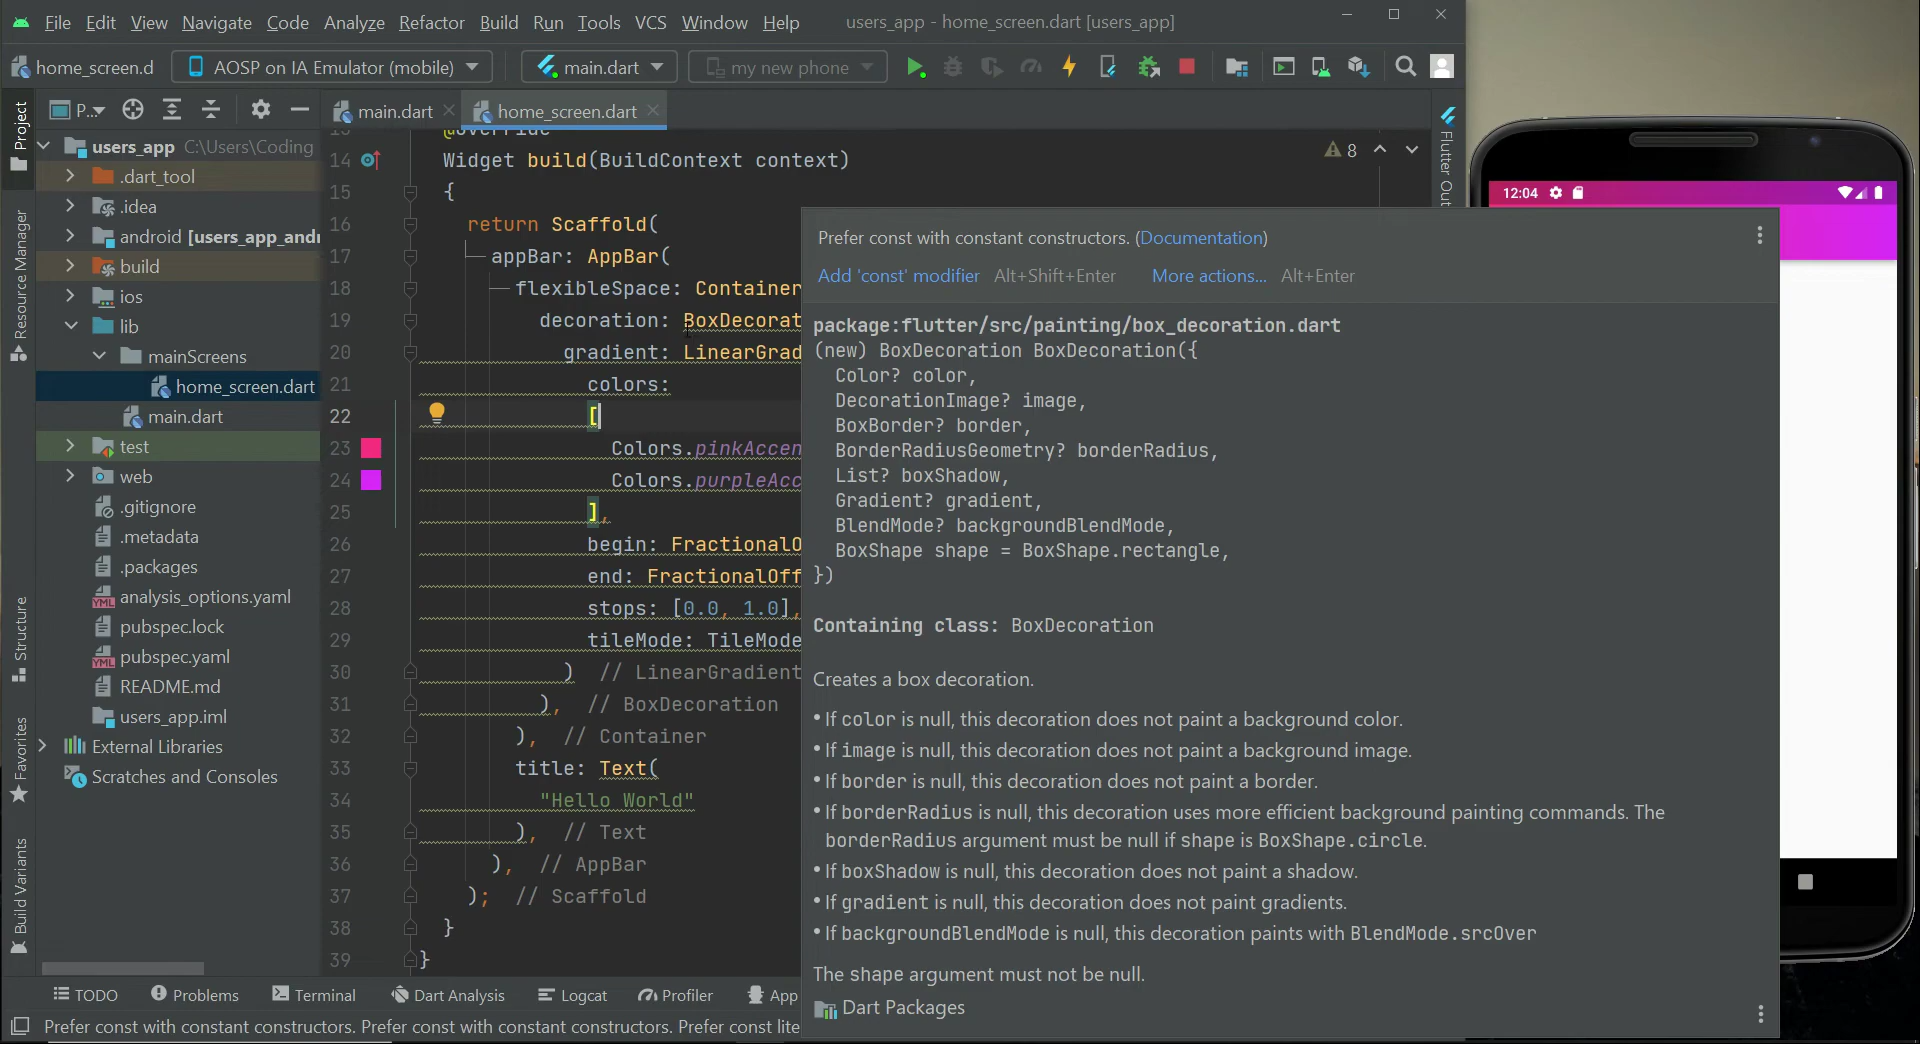 File Edit View Navigate Code Analyze Refactor Build Run Tools VCS Window Help users_app - home_screen.dart [users_app]
home_screen.d AOSP on IA Emulator (mobile) main.dart my new phone
P... main.dart home_screen.dart
Project
Resource Manager
Structure
Favorites
Build Variants
users_app C:\Users\Coding
.dart_tool
.idea
android [users_app_andr
build
ios
lib
mainScreens
home_screen.dart
main.dart
test
web
.gitignore
.metadata
.packages
analysis_options.yaml
pubspec.lock
pubspec.yaml
README.md
users_app.iml
External Libraries
Scratches and Consoles
13 @override
14 Widget build(BuildContext context)
15 {
16 return Scaffold(
17 appBar: AppBar(
18 flexibleSpace: Container
19 decoration: BoxDecorat
20 gradient: LinearGrad
21 colors:
22 [
23 Colors.pinkAccen
24 Colors.purpleAcc
25 ],
26 begin: FractionalO
27 end: FractionalOff
28 stops: [0.0, 1.0],
29 tileMode: TileMode
30 ) // LinearGradient
31 ), // BoxDecoration
32 ), // Container
33 title: Text(
34 "Hello World"
35 ), // Text
36 ), // AppBar
37 ); // Scaffold
38 }
39 }
8
Flutter Out
12:04
Prefer const with constant constructors. (Documentation)
Add 'const' modifier Alt+Shift+Enter More actions... Alt+Enter
package:flutter/src/painting/box_decoration.dart
(new) BoxDecoration BoxDecoration({
Color? color,
DecorationImage? image,
BoxBorder? border,
BorderRadiusGeometry? borderRadius,
List? boxShadow,
Gradient? gradient,
BlendMode? backgroundBlendMode,
BoxShape shape = BoxShape.rectangle,
})
Containing class: BoxDecoration
Creates a box decoration.
• If color is null, this decoration does not paint a background color.
• If image is null, this decoration does not paint a background image.
• If border is null, this decoration does not paint a border.
• If borderRadius is null, this decoration uses more efficient background painting commands. The
borderRadius argument must be null if shape is BoxShape.circle.
• If boxShadow is null, this decoration does not paint a shadow.
• If gradient is null, this decoration does not paint gradients.
• If backgroundBlendMode is null, this decoration paints with BlendMode.srcOver
The shape argument must not be null.
Dart Packages
TODO Problems Terminal Dart Analysis Logcat Profiler App
Prefer const with constant constructors. Prefer const with constant constructors. Prefer const lite